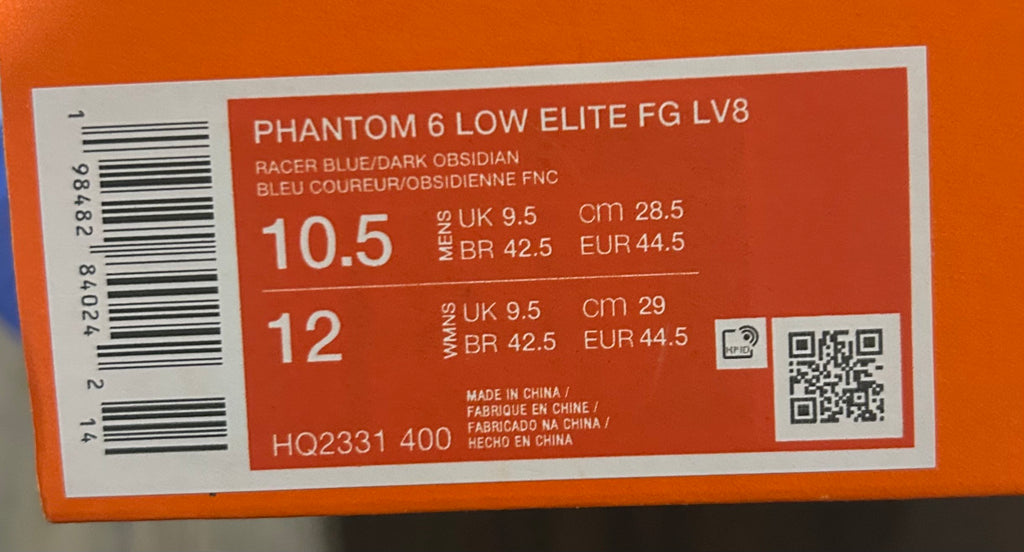 1 98482 84024 2 14
PHANTOM 6 LOW ELITE FG LV8
RACER BLUE/DARK OBSIDIAN
BLEU COUREUR/OBSIDIENNE FNC
10.5
MENS
UK 9.5 cm 28.5
BR 42.5 EUR 44.5
12
WMNS
UK 9.5 cm 29
BR 42.5 EUR 44.5
RFID
HQ2331 400
MADE IN CHINA /
FABRIQUE EN CHINE /
FABRICADO NA CHINA /
HECHO EN CHINA